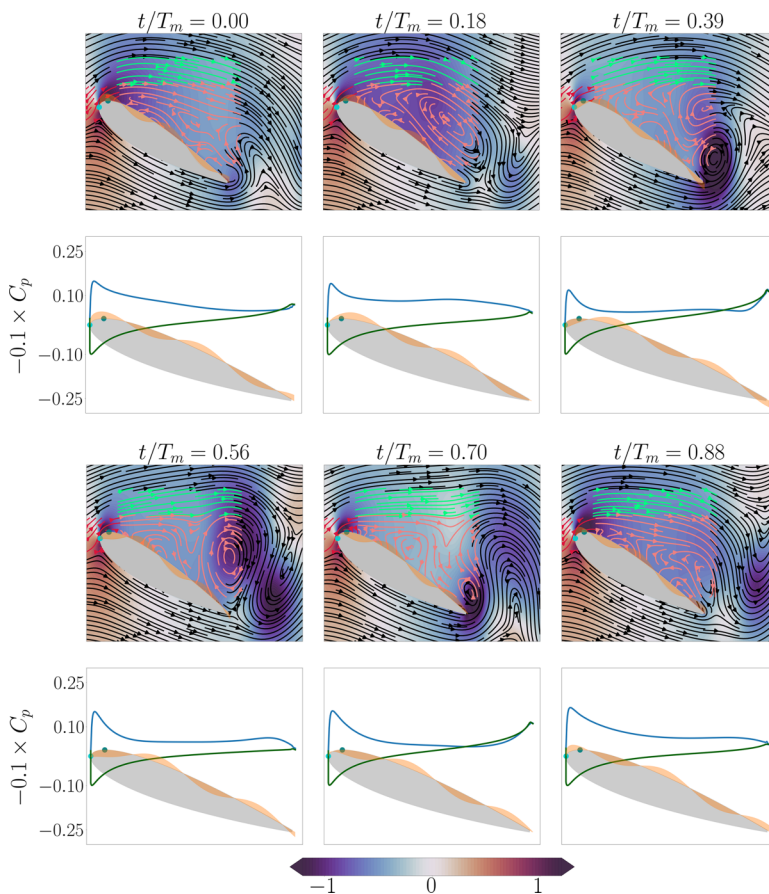 t/T_m = 0.00 t/T_m = 0.18 t/T_m = 0.39
0.25
0.10
−0.10
−0.25
−0.1 × C_p
t/T_m = 0.56 t/T_m = 0.70 t/T_m = 0.88
0.25
0.10
−0.10
−0.25
−0.1 × C_p
−1 0 1